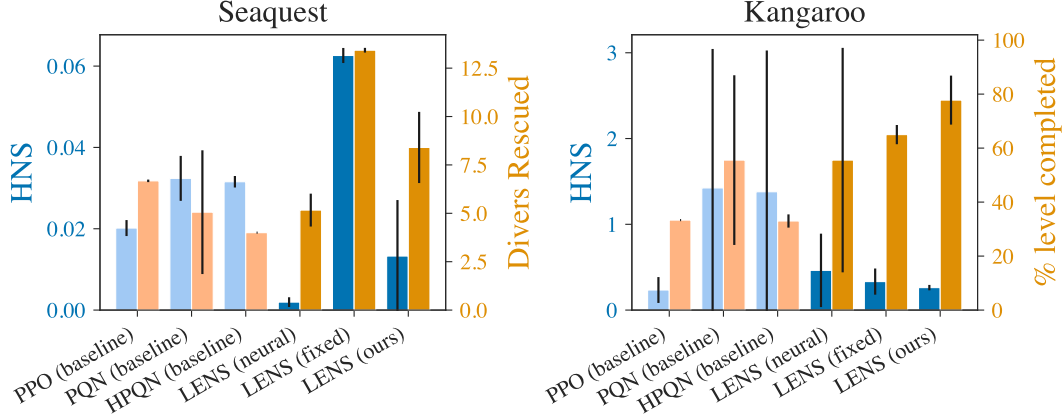 Seaquest
HNS
0.06
0.04
0.02
0.00
12.5
10.0
7.5
5.0
2.5
0.0
Divers Rescued
PPO (baseline)
PQN (baseline)
HPQN (baseline)
LENS (neural)
LENS (fixed)
LENS (ours)
Kangaroo
HNS
3
2
1
0
100
80
60
40
20
0
% level completed
PPO (baseline)
PQN (baseline)
HPQN (baseline)
LENS (neural)
LENS (fixed)
LENS (ours)